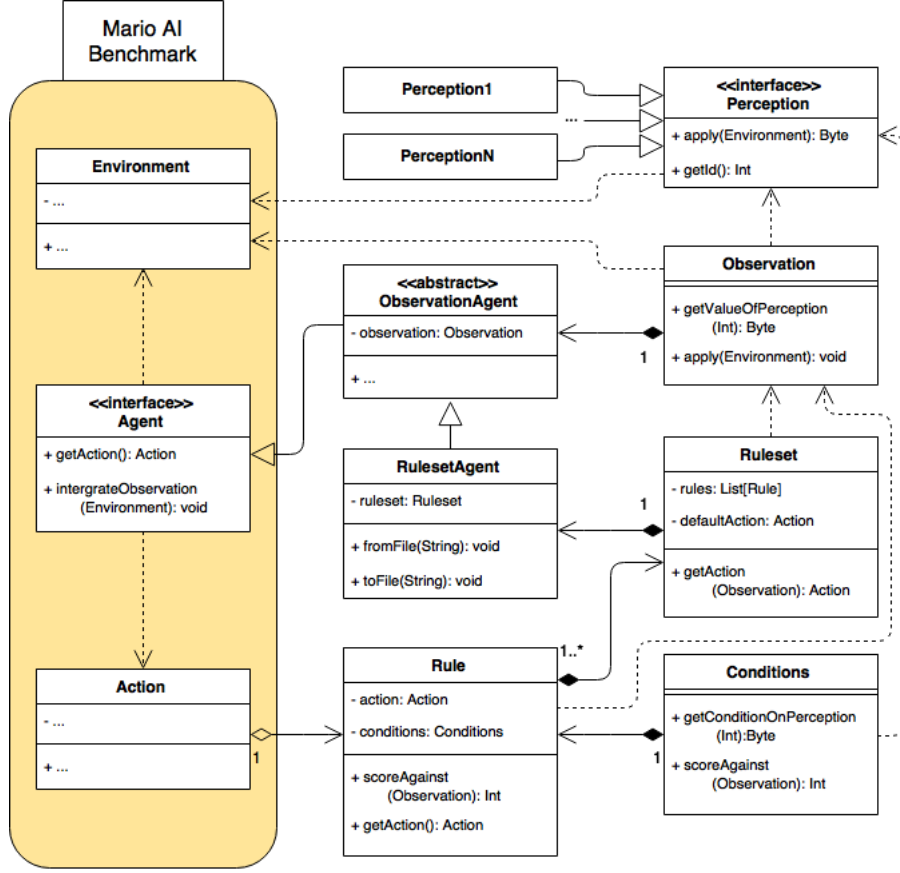 Mario AI
Benchmark
Environment
- ...
+ ...
<<interface>>
Agent
+ getAction(): Action
+ intergrateObservation
(Environment): void
Action
- ...
+ ...
1
Perception1
...
PerceptionN
<<interface>>
Perception
+ apply(Environment): Byte
+ getId(): Int
<<abstract>>
ObservationAgent
- observation: Observation
+ ...
1
Observation
+ getValueOfPerception
(Int): Byte
+ apply(Environment): void
RulesetAgent
- ruleset: Ruleset
+ fromFile(String): void
+ toFile(String): void
1
Ruleset
- rules: List[Rule]
- defaultAction: Action
+ getAction
(Observation): Action
Rule
- action: Action
- conditions: Conditions
+ scoreAgainst
(Observation): Int
+ getAction(): Action
1..*
1
Conditions
+ getConditionOnPerception
(Int):Byte
+ scoreAgainst
(Observation): Int